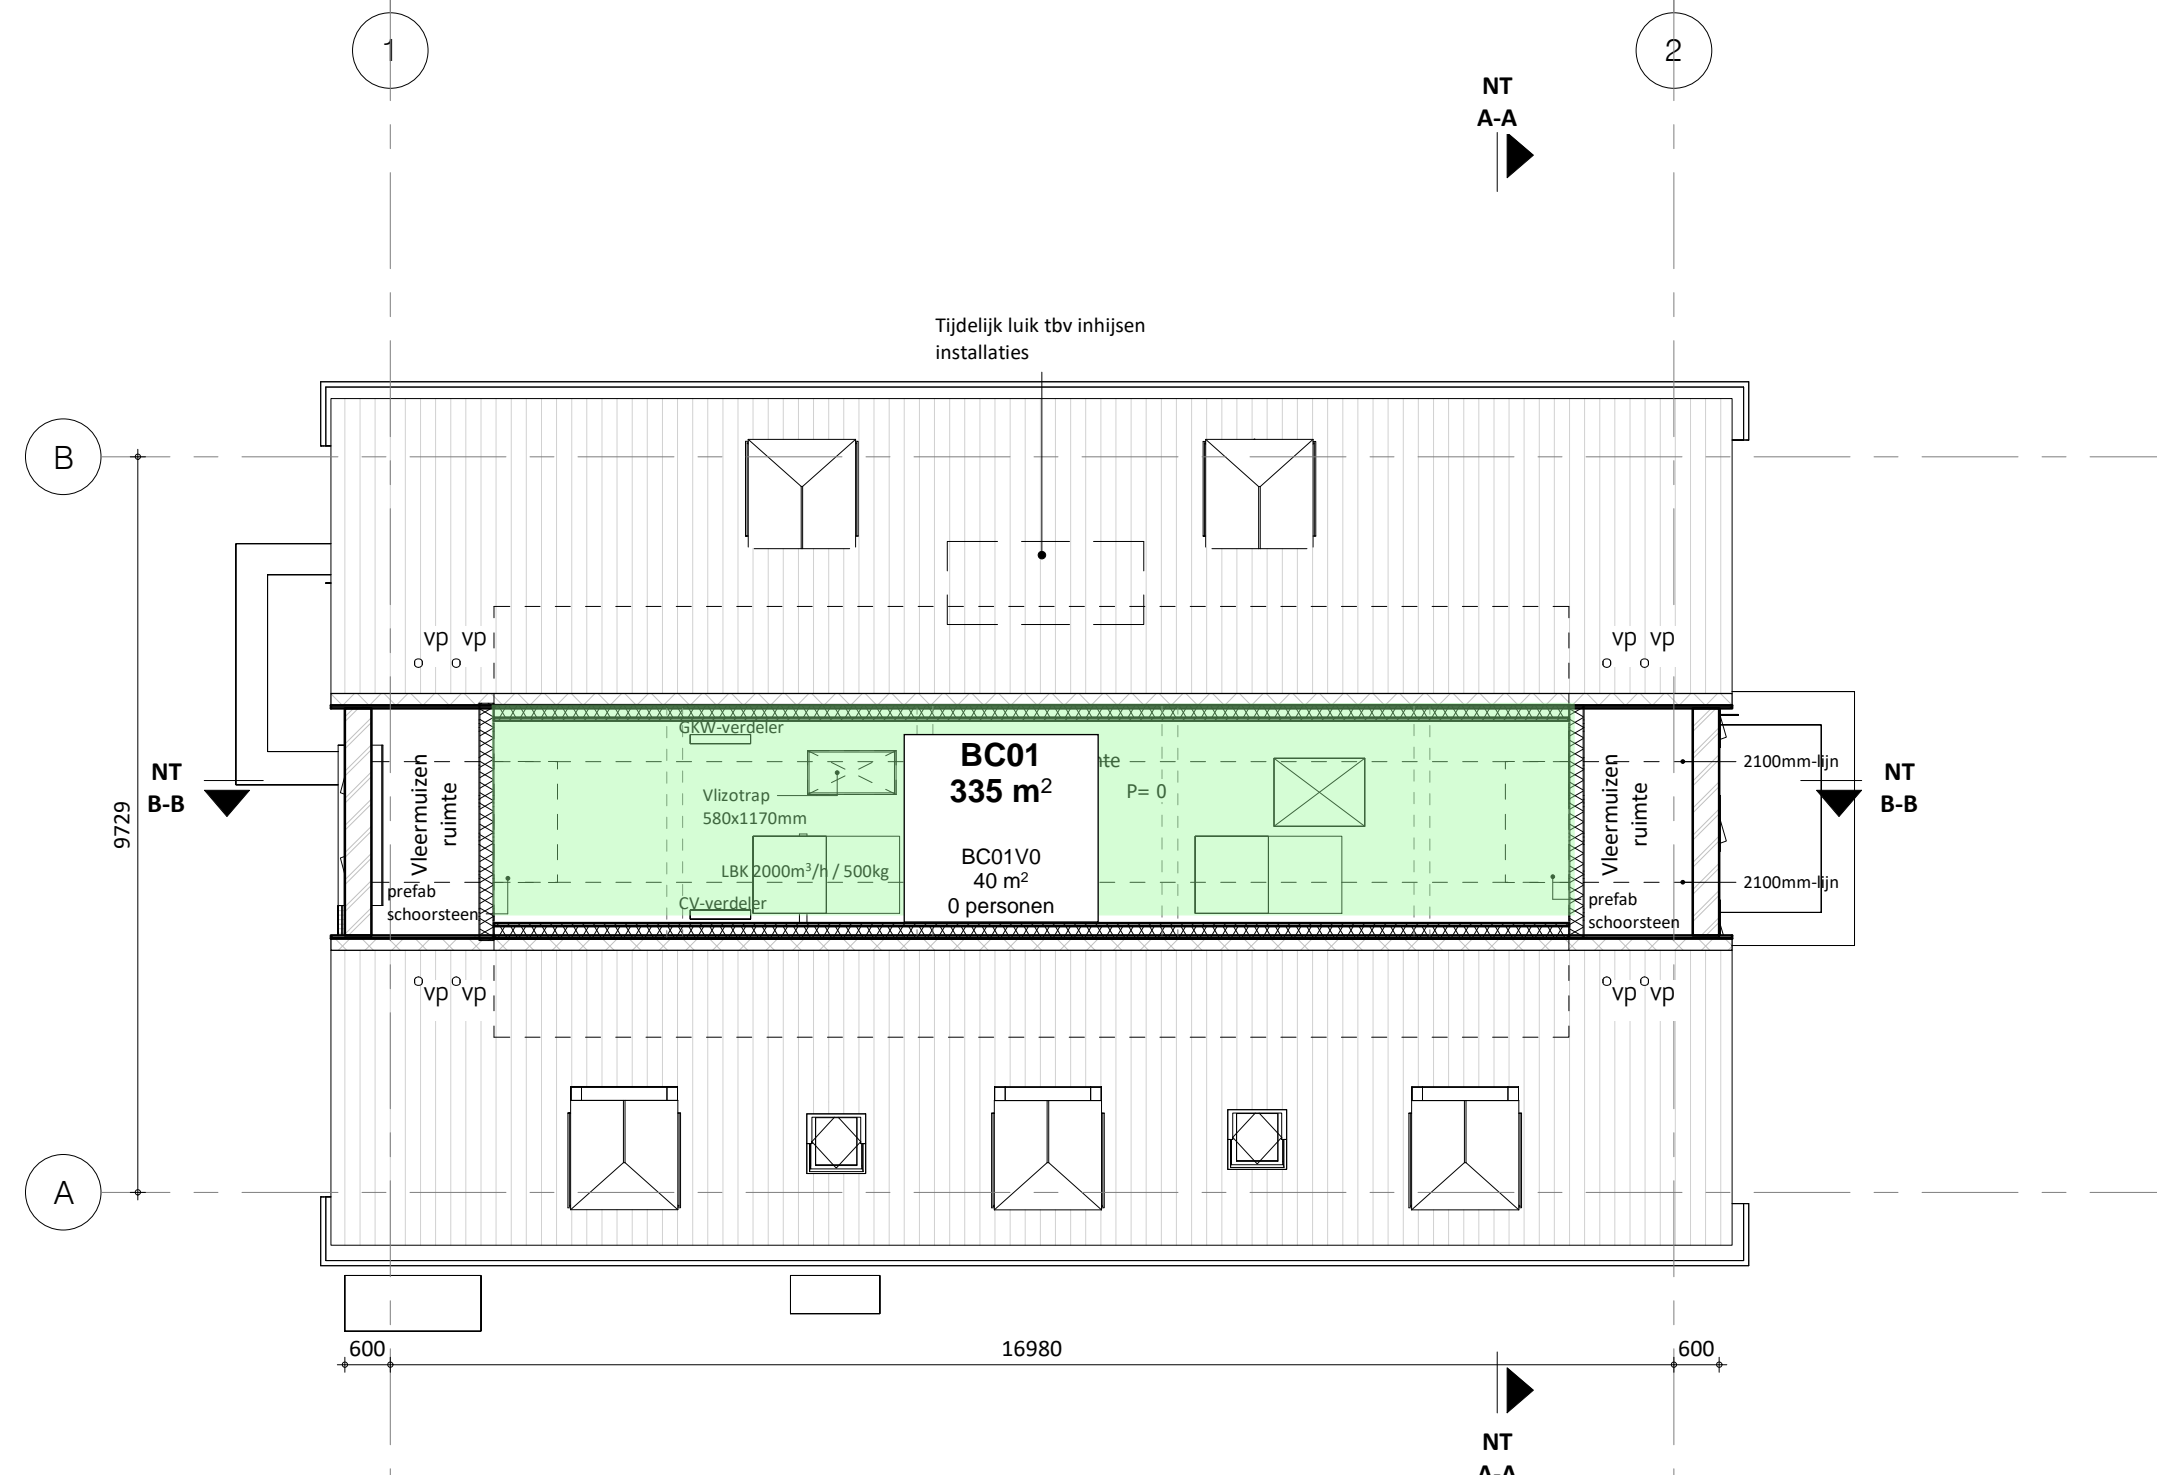 1
2
NT
A-A
Tijdelijk luik tbv inhijsen
installaties
B
vp vp
vp vp
GKW-verdeler
BC01
335 m²
BC01V0
40 m²
0 personen
P= 0
Vlizotrap
580x1170mm
LBK 2000m³/h / 500kg
CV-verdeler
Vleermuizen
ruimte
prefab
schoorsteen
Vleermuizen
ruimte
prefab
schoorsteen
2100mm-lijn
2100mm-lijn
NT
B-B
NT
B-B
9729
vp vp
vp vp
A
600
16980
600
NT
A-A